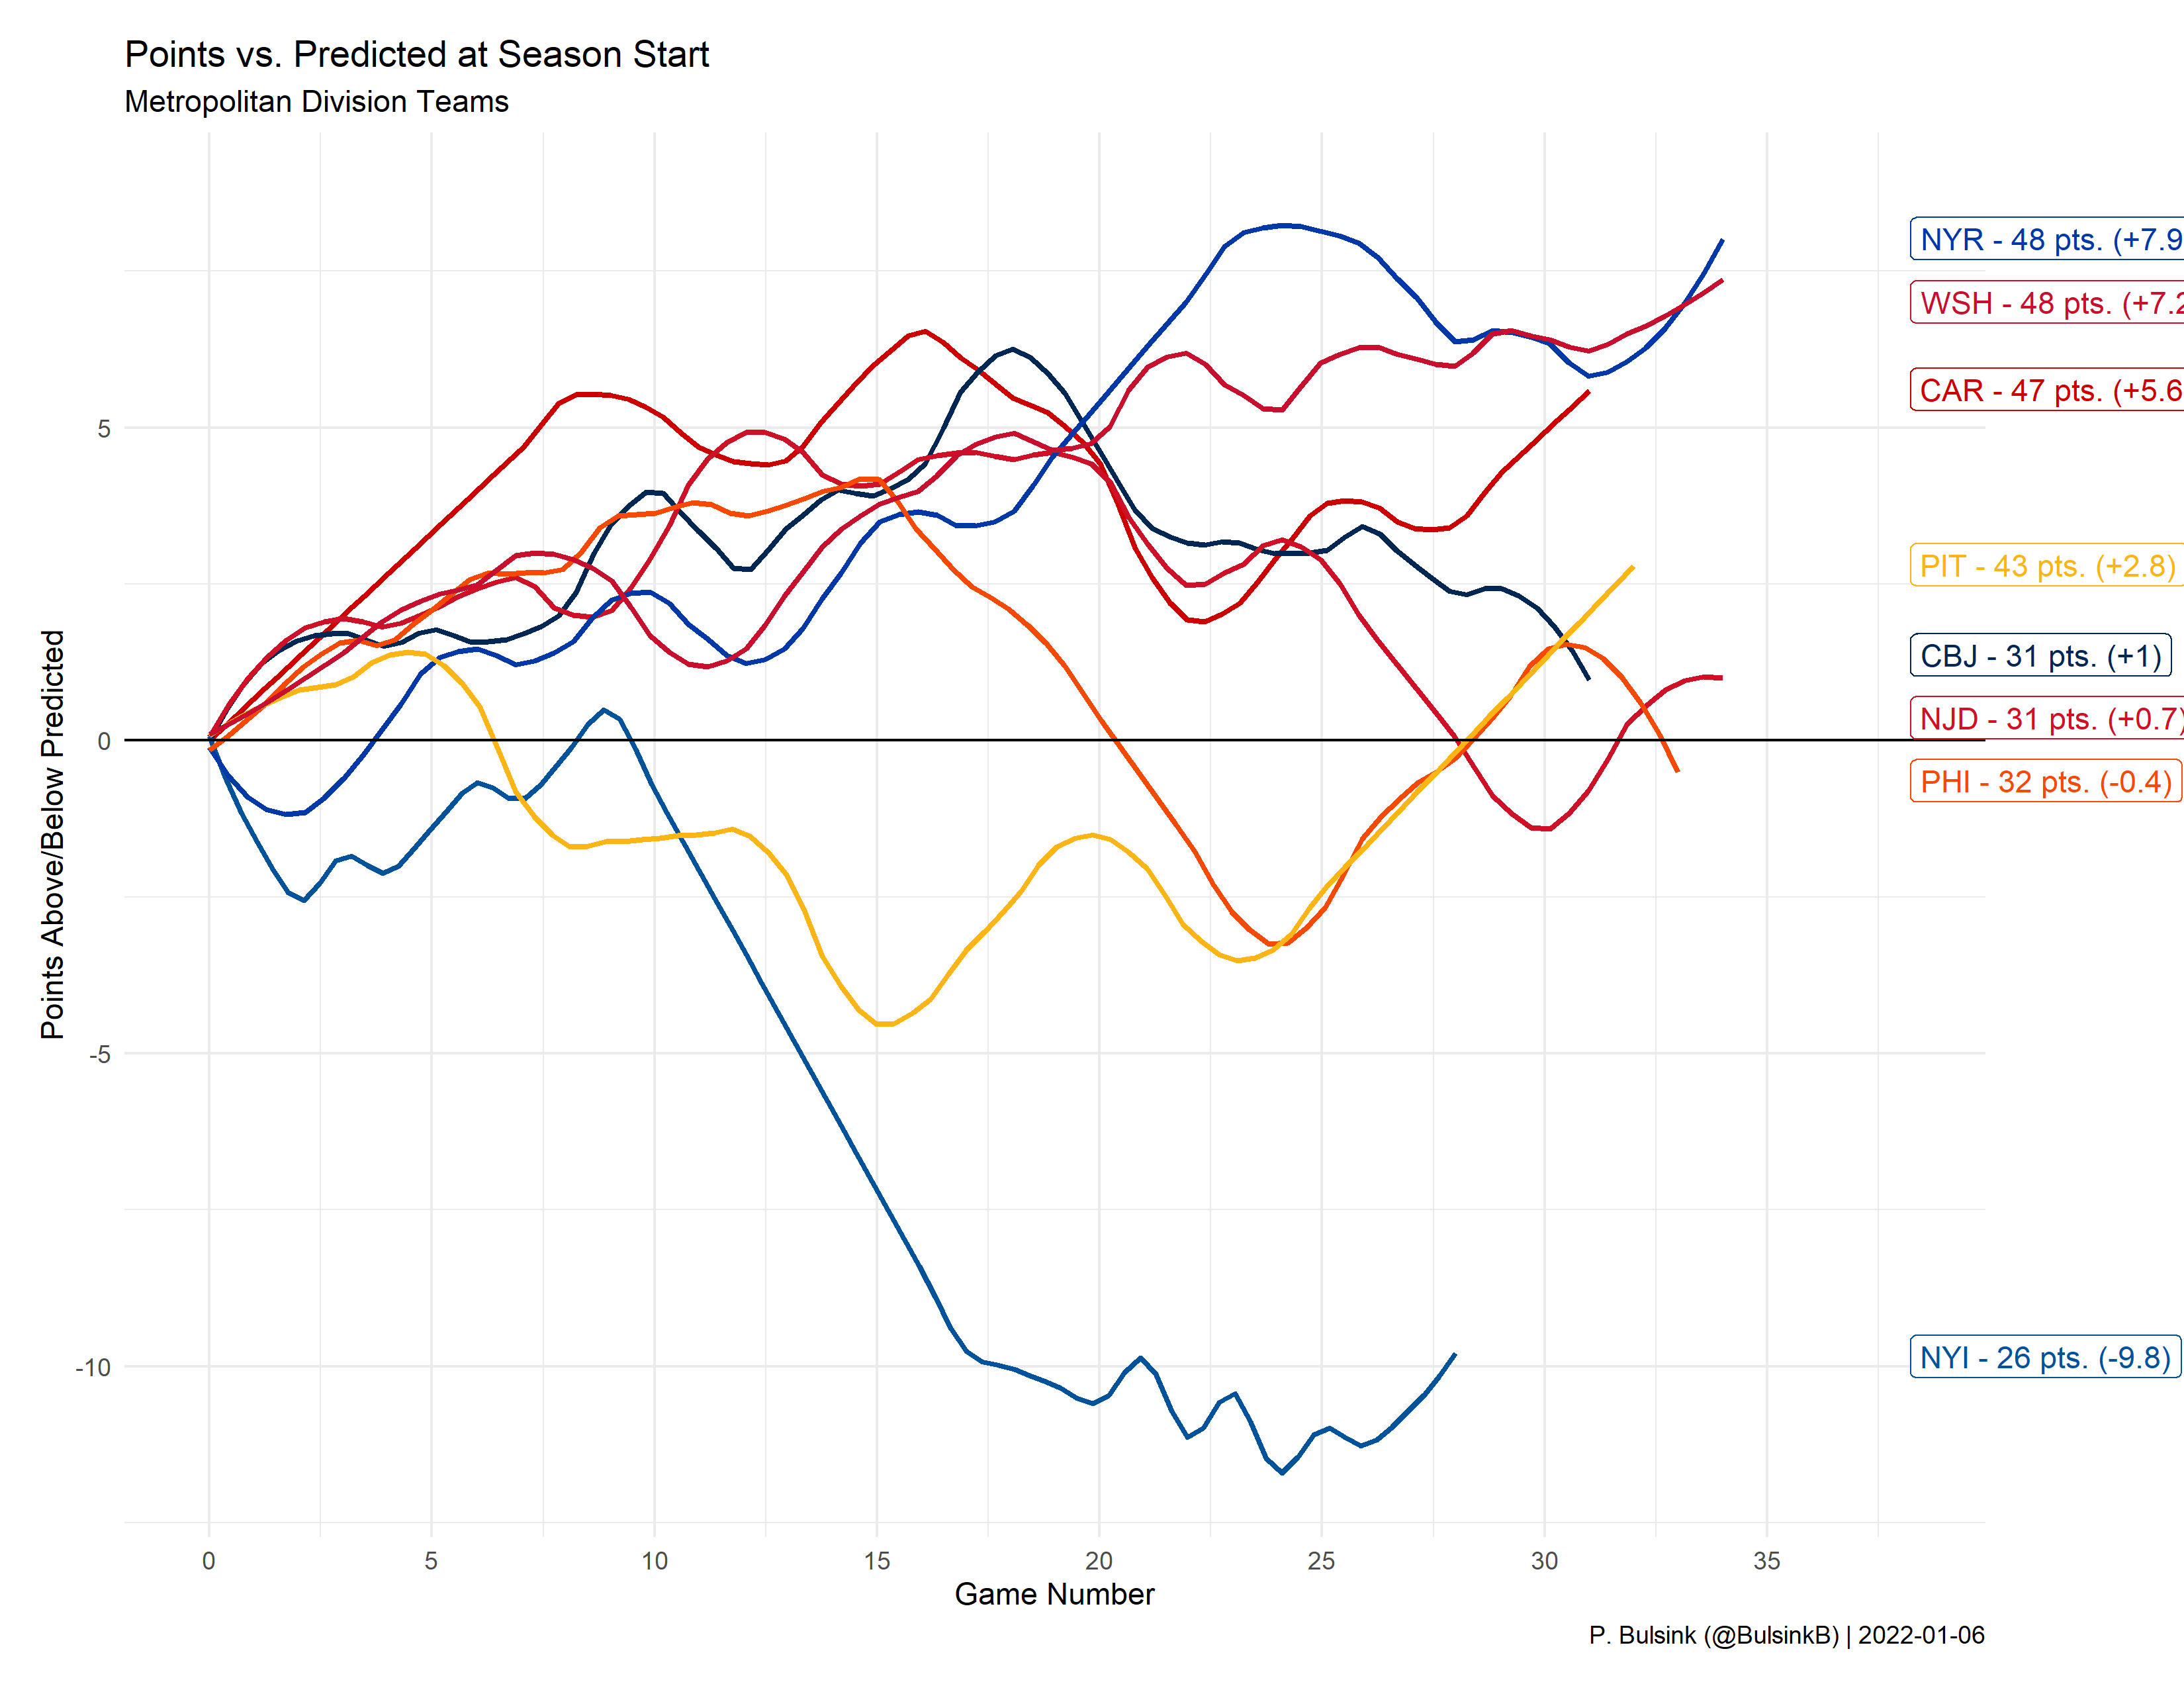 Points vs. Predicted at Season Start
Metropolitan Division Teams
Points Above/Below Predicted
5
0
-5
-10
NYR - 48 pts. (+7.9
WSH - 48 pts. (+7.2
CAR - 47 pts. (+5.6
PIT - 43 pts. (+2.8)
CBJ - 31 pts. (+1)
NJD - 31 pts. (+0.7)
PHI - 32 pts. (-0.4)
NYI - 26 pts. (-9.8)
0 5 10 15 20 25 30 35
Game Number
P. Bulsink (@BulsinkB) | 2022-01-06